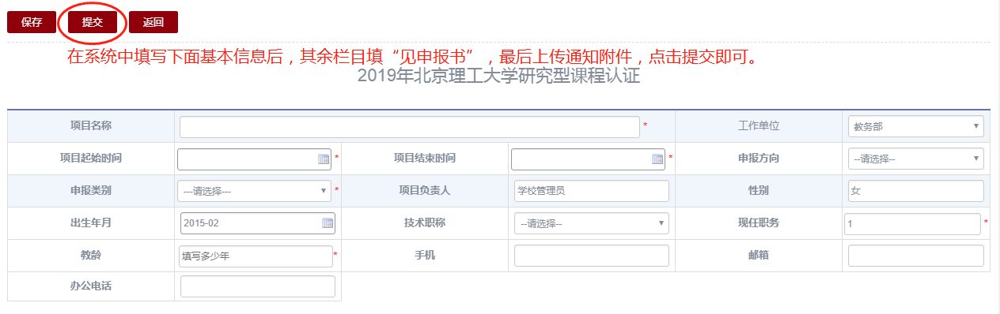 保存 提交 返回
在系统中填写下面基本信息后，其余栏目填“见申报书”，最后上传通知附件，点击提交即可。
2019年北京理工大学研究型课程认证
项目名称 * 工作单位 教务部
项目起始时间 * 项目结束时间 * 申报方向 --请选择--
申报类别 ---请选择--- * 项目负责人 学校管理员 性别 女
出生年月 2015-02 技术职称 --请选择-- 现任职务 1 *
教龄 填写多少年 * 手机 邮箱
办公电话